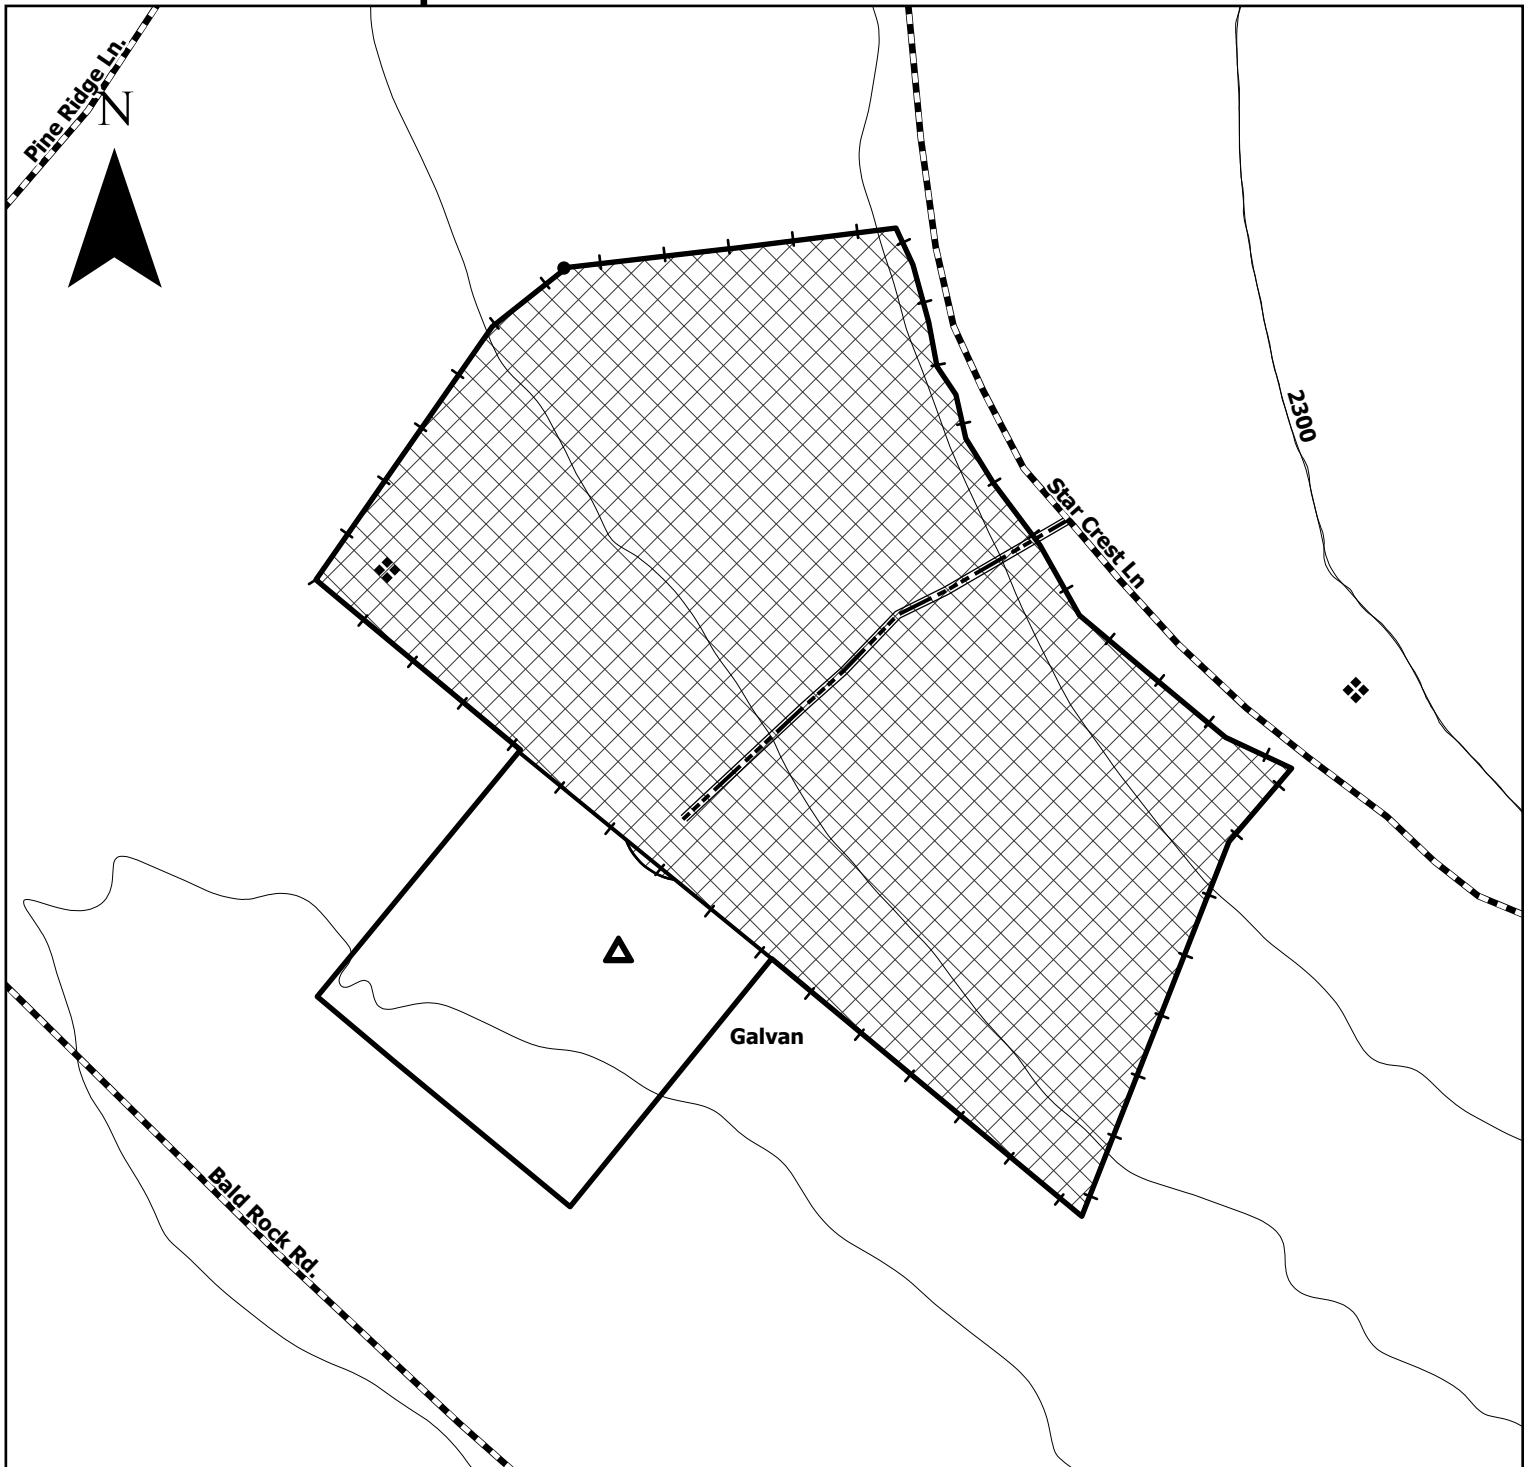 Pine Ridge Ln.
N
2300
Star Crest Ln
Galvan
Bald Rock Rd.